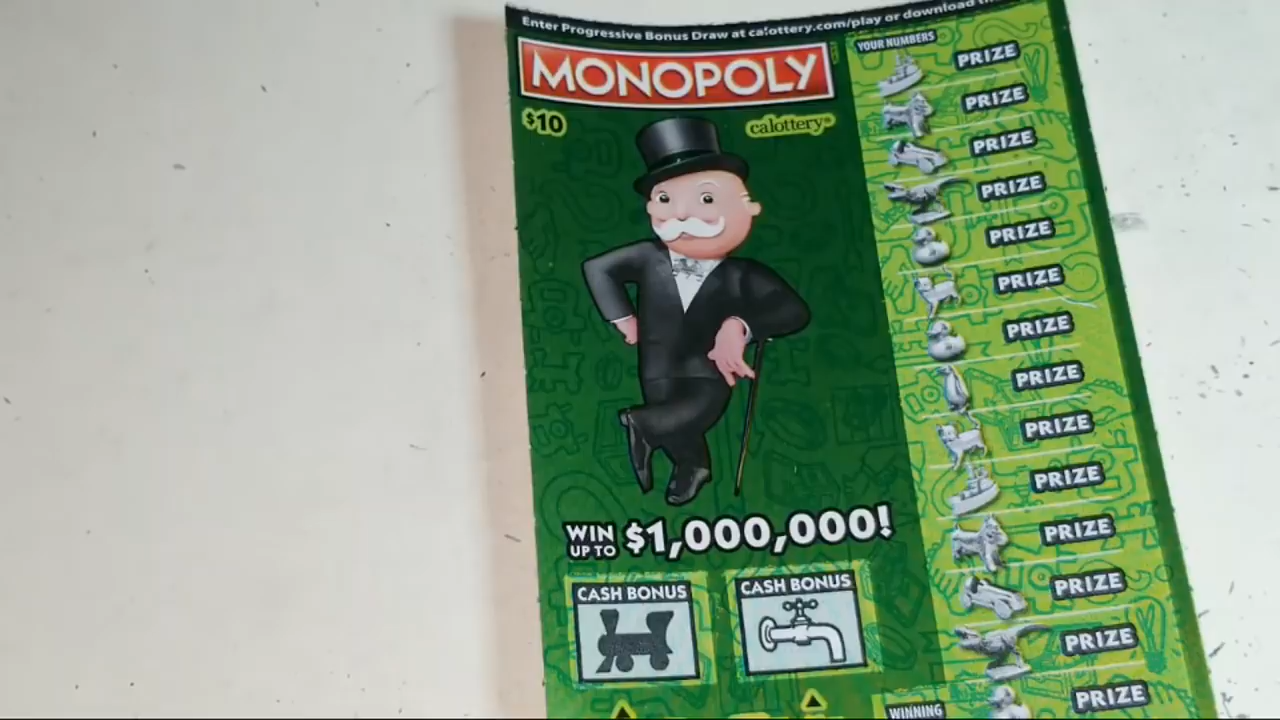 Enter Progressive Bonus Draw at calottery.com/play or download
MONOPOLY
$10
calottery
WIN UP TO $1,000,000!
CASH BONUS
CASH BONUS
YOUR NUMBERS
PRIZE
PRIZE
PRIZE
PRIZE
PRIZE
PRIZE
PRIZE
PRIZE
PRIZE
PRIZE
PRIZE
PRIZE
PRIZE
PRIZE
WINNING